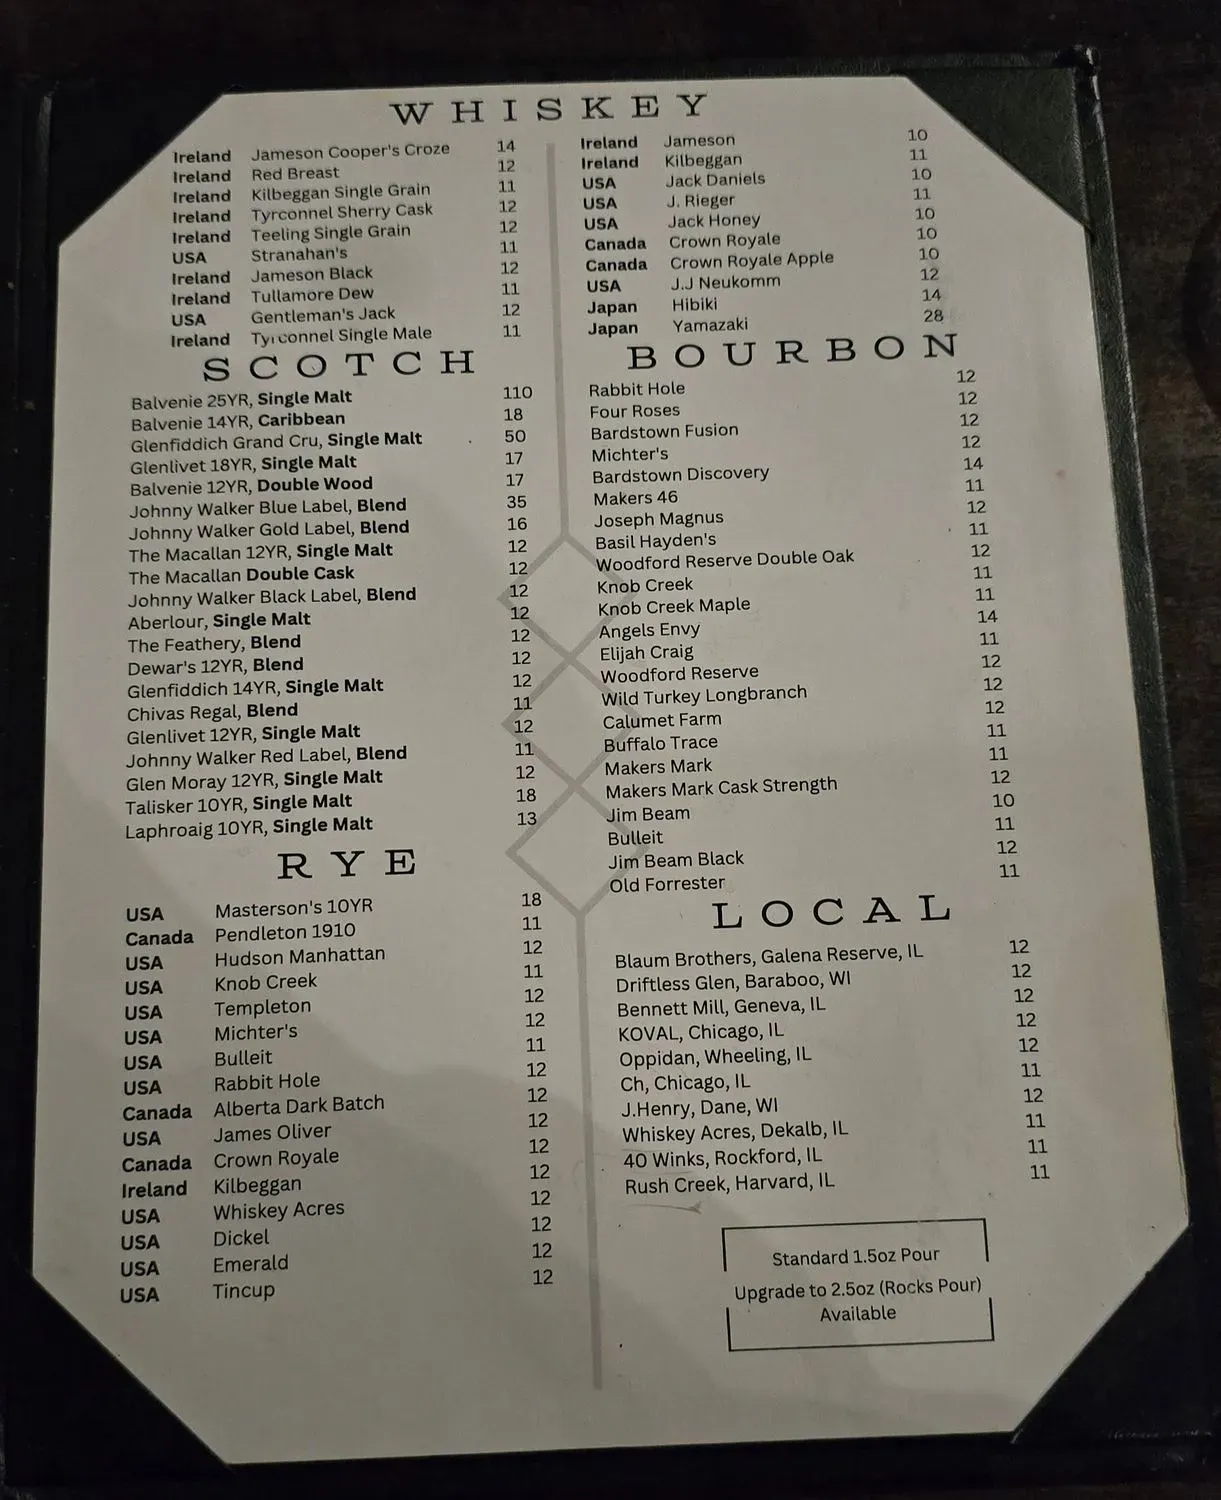 WHISKEY
Ireland Jameson Cooper's Croze 14
Ireland Red Breast 12
Ireland Kilbeggan Single Grain 11
Ireland Tyrconnel Sherry Cask 12
Ireland Teeling Single Grain 12
USA Stranahan's 11
Ireland Jameson Black 12
Ireland Tullamore Dew 11
USA Gentleman's Jack 12
Ireland Tyrconnel Single Male 11
Ireland Jameson 10
Ireland Kilbeggan 11
USA Jack Daniels 10
USA J. Rieger 11
USA Jack Honey 10
Canada Crown Royale 10
Canada Crown Royale Apple 10
USA J.J Neukomm 12
Japan Hibiki 14
Japan Yamazaki 28
SCOTCH
Balvenie 25YR, Single Malt 110
Balvenie 14YR, Caribbean 18
Glenfiddich Grand Cru, Single Malt 50
Glenlivet 18YR, Single Malt 17
Balvenie 12YR, Double Wood 17
Johnny Walker Blue Label, Blend 35
Johnny Walker Gold Label, Blend 16
The Macallan 12YR, Single Malt 12
The Macallan Double Cask 12
Johnny Walker Black Label, Blend 12
Aberlour, Single Malt 12
The Feathery, Blend 12
Dewar's 12YR, Blend 12
Glenfiddich 14YR, Single Malt 12
Chivas Regal, Blend 11
Glenlivet 12YR, Single Malt 12
Johnny Walker Red Label, Blend 11
Glen Moray 12YR, Single Malt 12
Talisker 10YR, Single Malt 18
Laphroaig 10YR, Single Malt 13
RYE
USA Masterson's 10YR 18
Canada Pendleton 1910 11
USA Hudson Manhattan 12
USA Knob Creek 11
USA Templeton 12
USA Michter's 12
USA Bulleit 11
USA Rabbit Hole 12
Canada Alberta Dark Batch 12
USA James Oliver 12
Canada Crown Royale 12
Ireland Kilbeggan 12
USA Whiskey Acres 12
USA Dickel 12
USA Emerald 12
USA Tincup 12
BOURBON
Rabbit Hole 12
Four Roses 12
Bardstown Fusion 12
Michter's 12
Bardstown Discovery 14
Makers 46 11
Joseph Magnus 12
Basil Hayden's 11
Woodford Reserve Double Oak 12
Knob Creek 11
Knob Creek Maple 11
Angels Envy 14
Elijah Craig 11
Woodford Reserve 12
Wild Turkey Longbranch 12
Calumet Farm 12
Buffalo Trace 11
Makers Mark 11
Makers Mark Cask Strength 12
Jim Beam 10
Bulleit 11
Jim Beam Black 12
Old Forrester 11
LOCAL
Blaum Brothers, Galena Reserve, IL 12
Driftless Glen, Baraboo, WI 12
Bennett Mill, Geneva, IL 12
KOVAL, Chicago, IL 12
Oppidan, Wheeling, IL 12
Ch, Chicago, IL 11
J.Henry, Dane, WI 12
Whiskey Acres, Dekalb, IL 11
40 Winks, Rockford, IL 11
Rush Creek, Harvard, IL 11
Standard 1.5oz Pour
Upgrade to 2.5oz (Rocks Pour)
Available